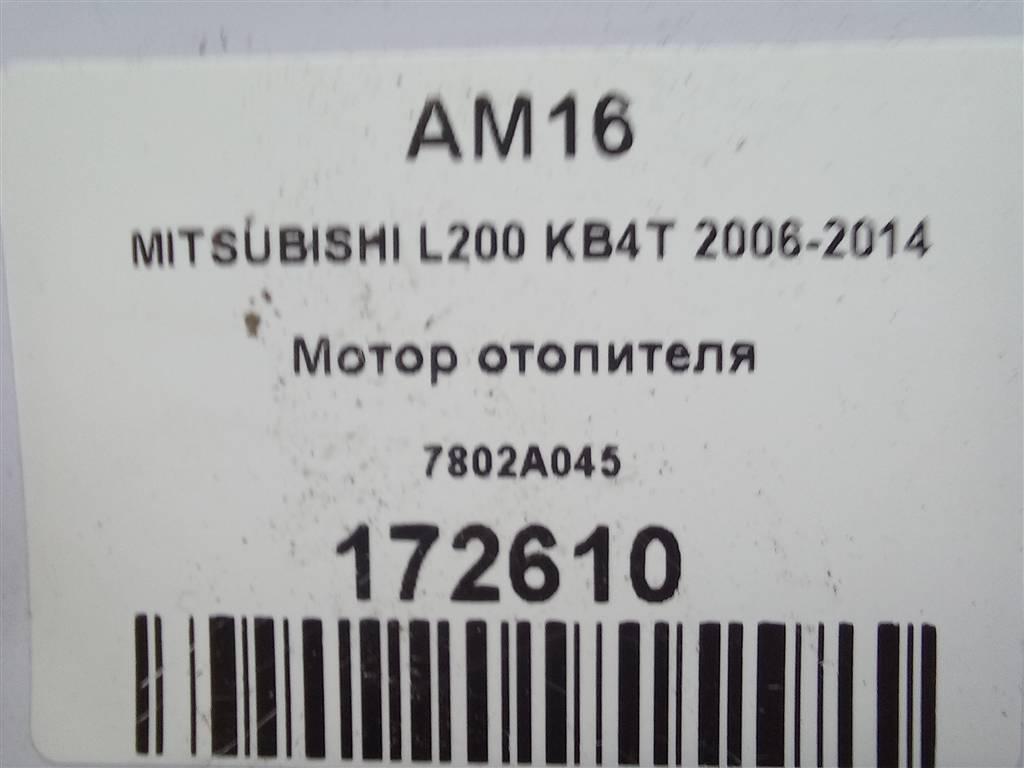 AM16
MITSUBISHI L200 KB4T 2006-2014
Мотор отопителя
7802A045
172610